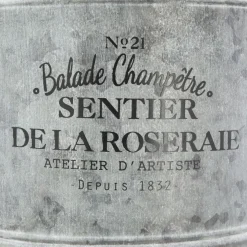 Nº21
Balade Champêtre
SENTIER
DE LA ROSERAIE
ATELIER D'ARTISTE
- DEPUIS 1832 -